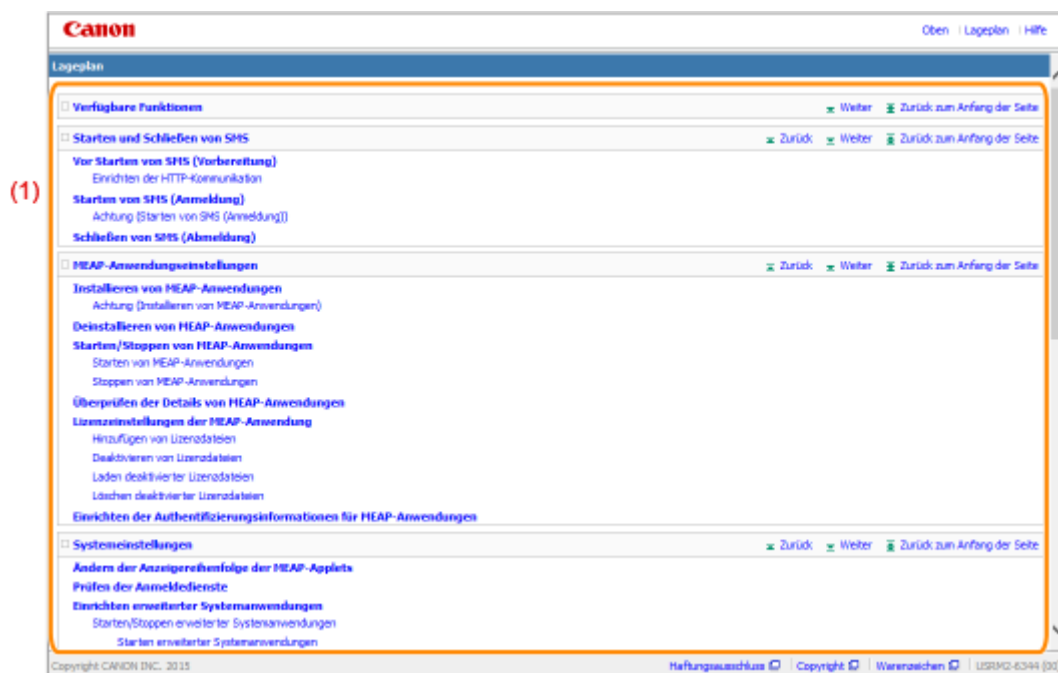 Canon
Oben | Lageplan | Hilfe
Lageplan
(1)
Verfügbare Funktionen Weiter Zurück zum Anfang der Seite
Starten und Schließen von SMS Zurück Weiter Zurück zum Anfang der Seite
Vor Starten von SMS (Vorbereitung)
Einrichten der HTTP-Kommunikation
Starten von SMS (Anmeldung)
Achtung (Starten von SMS (Anmeldung))
Schließen von SMS (Abmeldung)
MEAP-Anwendungseinstellungen Zurück Weiter Zurück zum Anfang der Seite
Installieren von MEAP-Anwendungen
Achtung (Installieren von MEAP-Anwendungen)
Deinstallieren von MEAP-Anwendungen
Starten/Stoppen von MEAP-Anwendungen
Starten von MEAP-Anwendungen
Stoppen von MEAP-Anwendungen
Überprüfen der Details von MEAP-Anwendungen
Lizenzeinstellungen der MEAP-Anwendung
Hinzufügen von Lizenzdateien
Deaktivieren von Lizenzdateien
Laden deaktivierter Lizenzdateien
Löschen deaktivierter Lizenzdateien
Einrichten der Authentifizierungsinformationen für MEAP-Anwendungen
Systemeinstellungen Zurück Weiter Zurück zum Anfang der Seite
Ändern der Anzeigereihenfolge der MEAP-Applets
Prüfen der Anmeldedienste
Einrichten erweiterter Systemanwendungen
Starten/Stoppen erweiterter Systemanwendungen
Starten erweiterter Systemanwendungen
Copyright CANON INC. 2015 Haftungsausschluss | Copyright | Warenzeichen | USRM2-6344 (00)